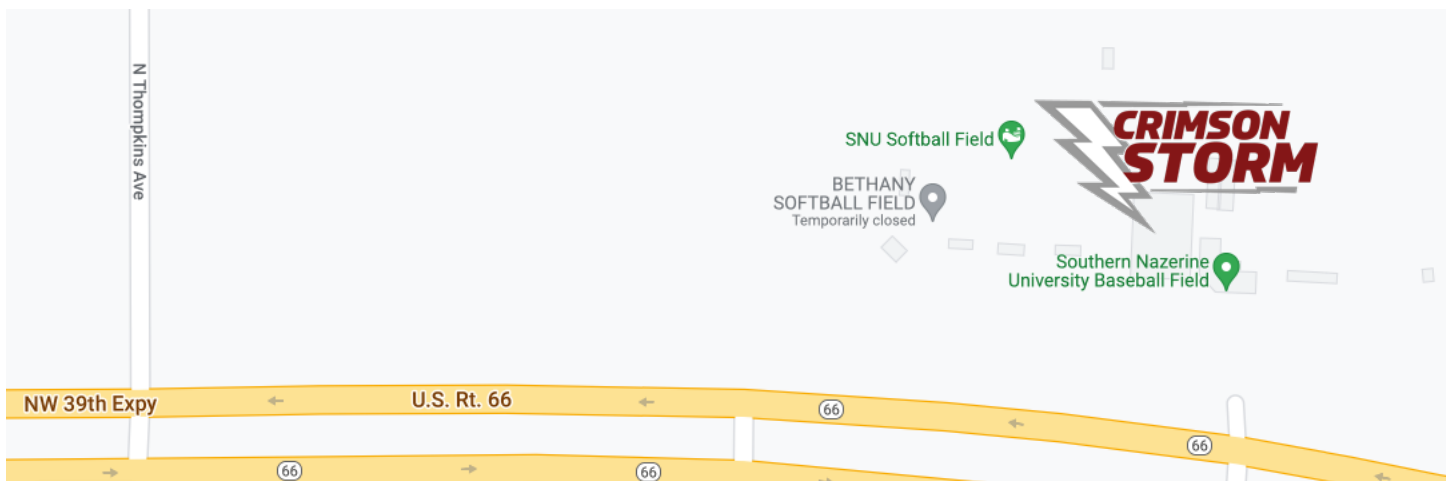 N Thompkins Ave
CRIMSON
STORM
SNU Softball Field
BETHANY
SOFTBALL FIELD
Temporarily closed
Southern Nazerine
University Baseball Field
NW 39th Expy
U.S. Rt. 66
66
66
66
66